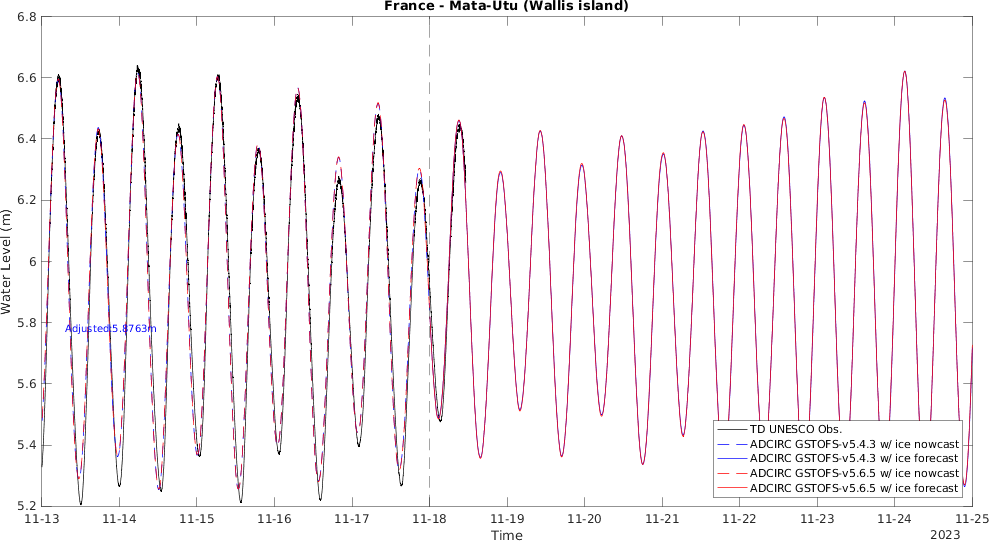 France - Mata-Utu (Wallis island)
6.8
6.6
6.4
6.2
6
5.8
5.6
5.4
5.2
Water Level (m)
Adjusted:5.8763m
TD UNESCO Obs.
ADCIRC GSTOFS-v5.4.3 w/ ice nowcast
ADCIRC GSTOFS-v5.4.3 w/ ice forecast
ADCIRC GSTOFS-v5.6.5 w/ ice nowcast
ADCIRC GSTOFS-v5.6.5 w/ ice forecast
11-13 11-14 11-15 11-16 11-17 11-18 11-19 11-20 11-21 11-22 11-23 11-24 11-25
Time
2023